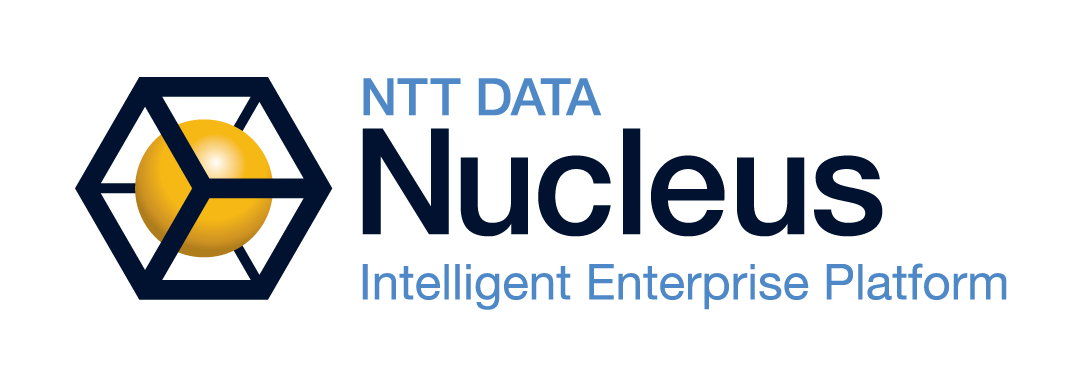 NTT DATA
Nucleus
Intelligent Enterprise Platform